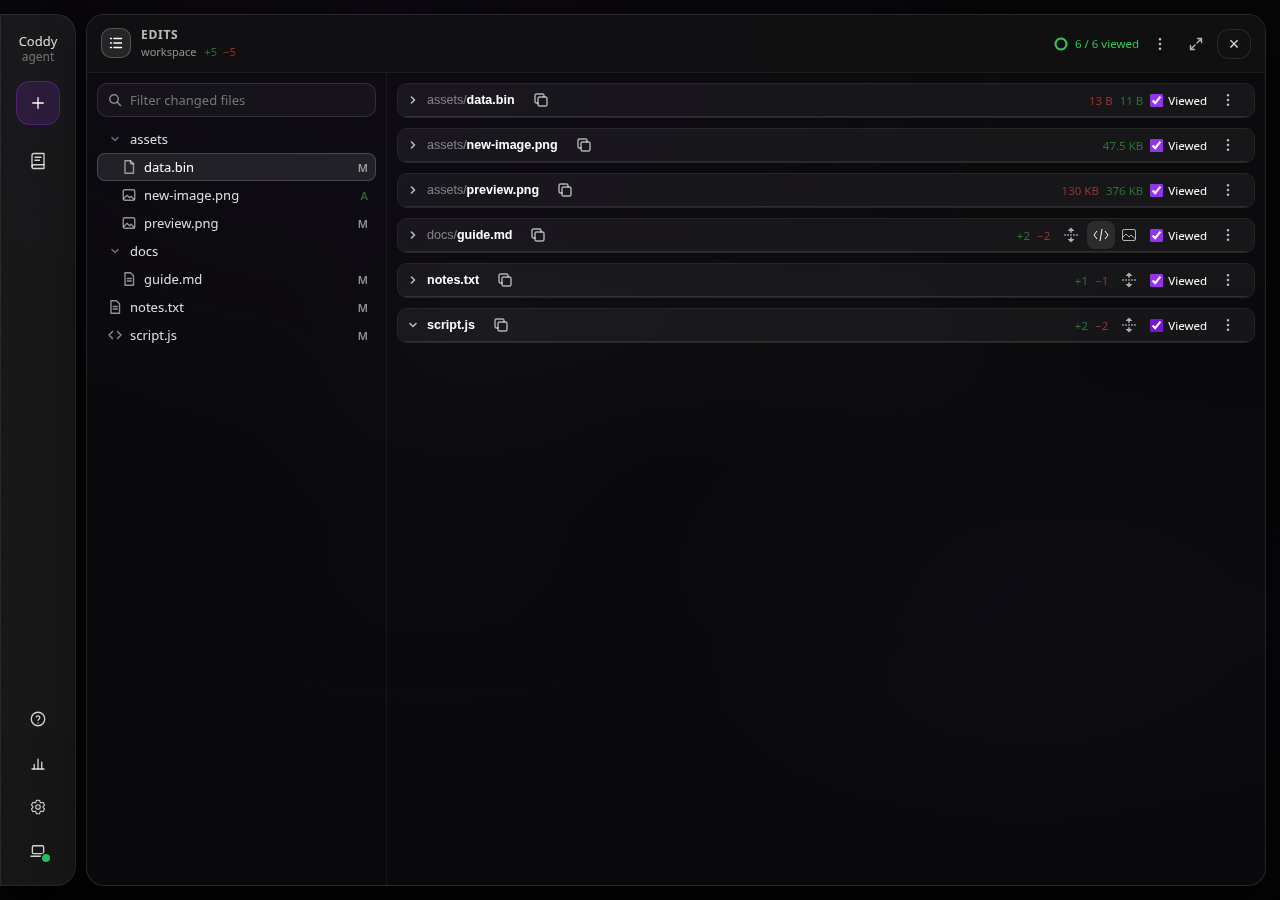 Coddy
agent
EDITS
workspace +5 −5
6 / 6 viewed
Filter changed files
assets
data.bin M
new-image.png A
preview.png M
docs
guide.md M
notes.txt M
script.js M
assets/data.bin 13 B 11 B Viewed
assets/new-image.png 47.5 KB Viewed
assets/preview.png 130 KB 376 KB Viewed
docs/guide.md +2 −2 Viewed
notes.txt +1 −1 Viewed
script.js +2 −2 Viewed